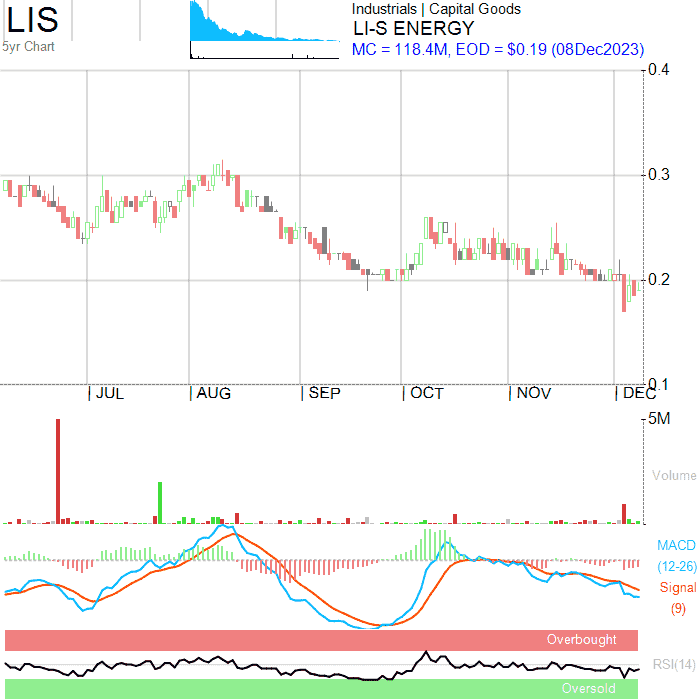 LIS
5yr Chart
Industrials | Capital Goods
LI-S ENERGY
MC = 118.4M, EOD = $0.19 (08Dec2023)
0.4
0.3
0.2
0.1
JUL
AUG
SEP
OCT
NOV
DEC
5M
Volume
MACD
(12-26)
Signal
(9)
Overbought
RSI(14)
Oversold